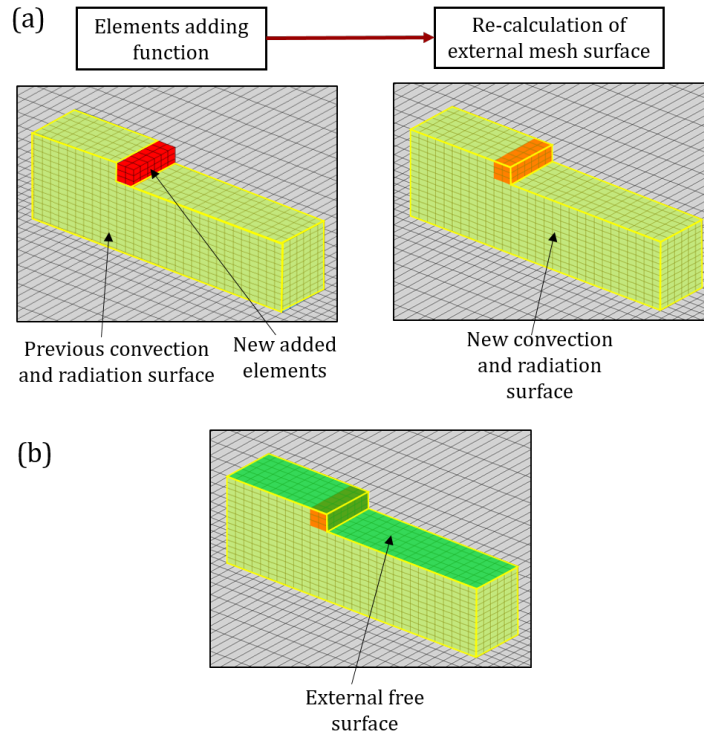 (a)
Elements adding
function
Re-calculation of
external mesh surface
Previous convection
and radiation surface
New added
elements
New convection
and radiation
surface
(b)
External free
surface